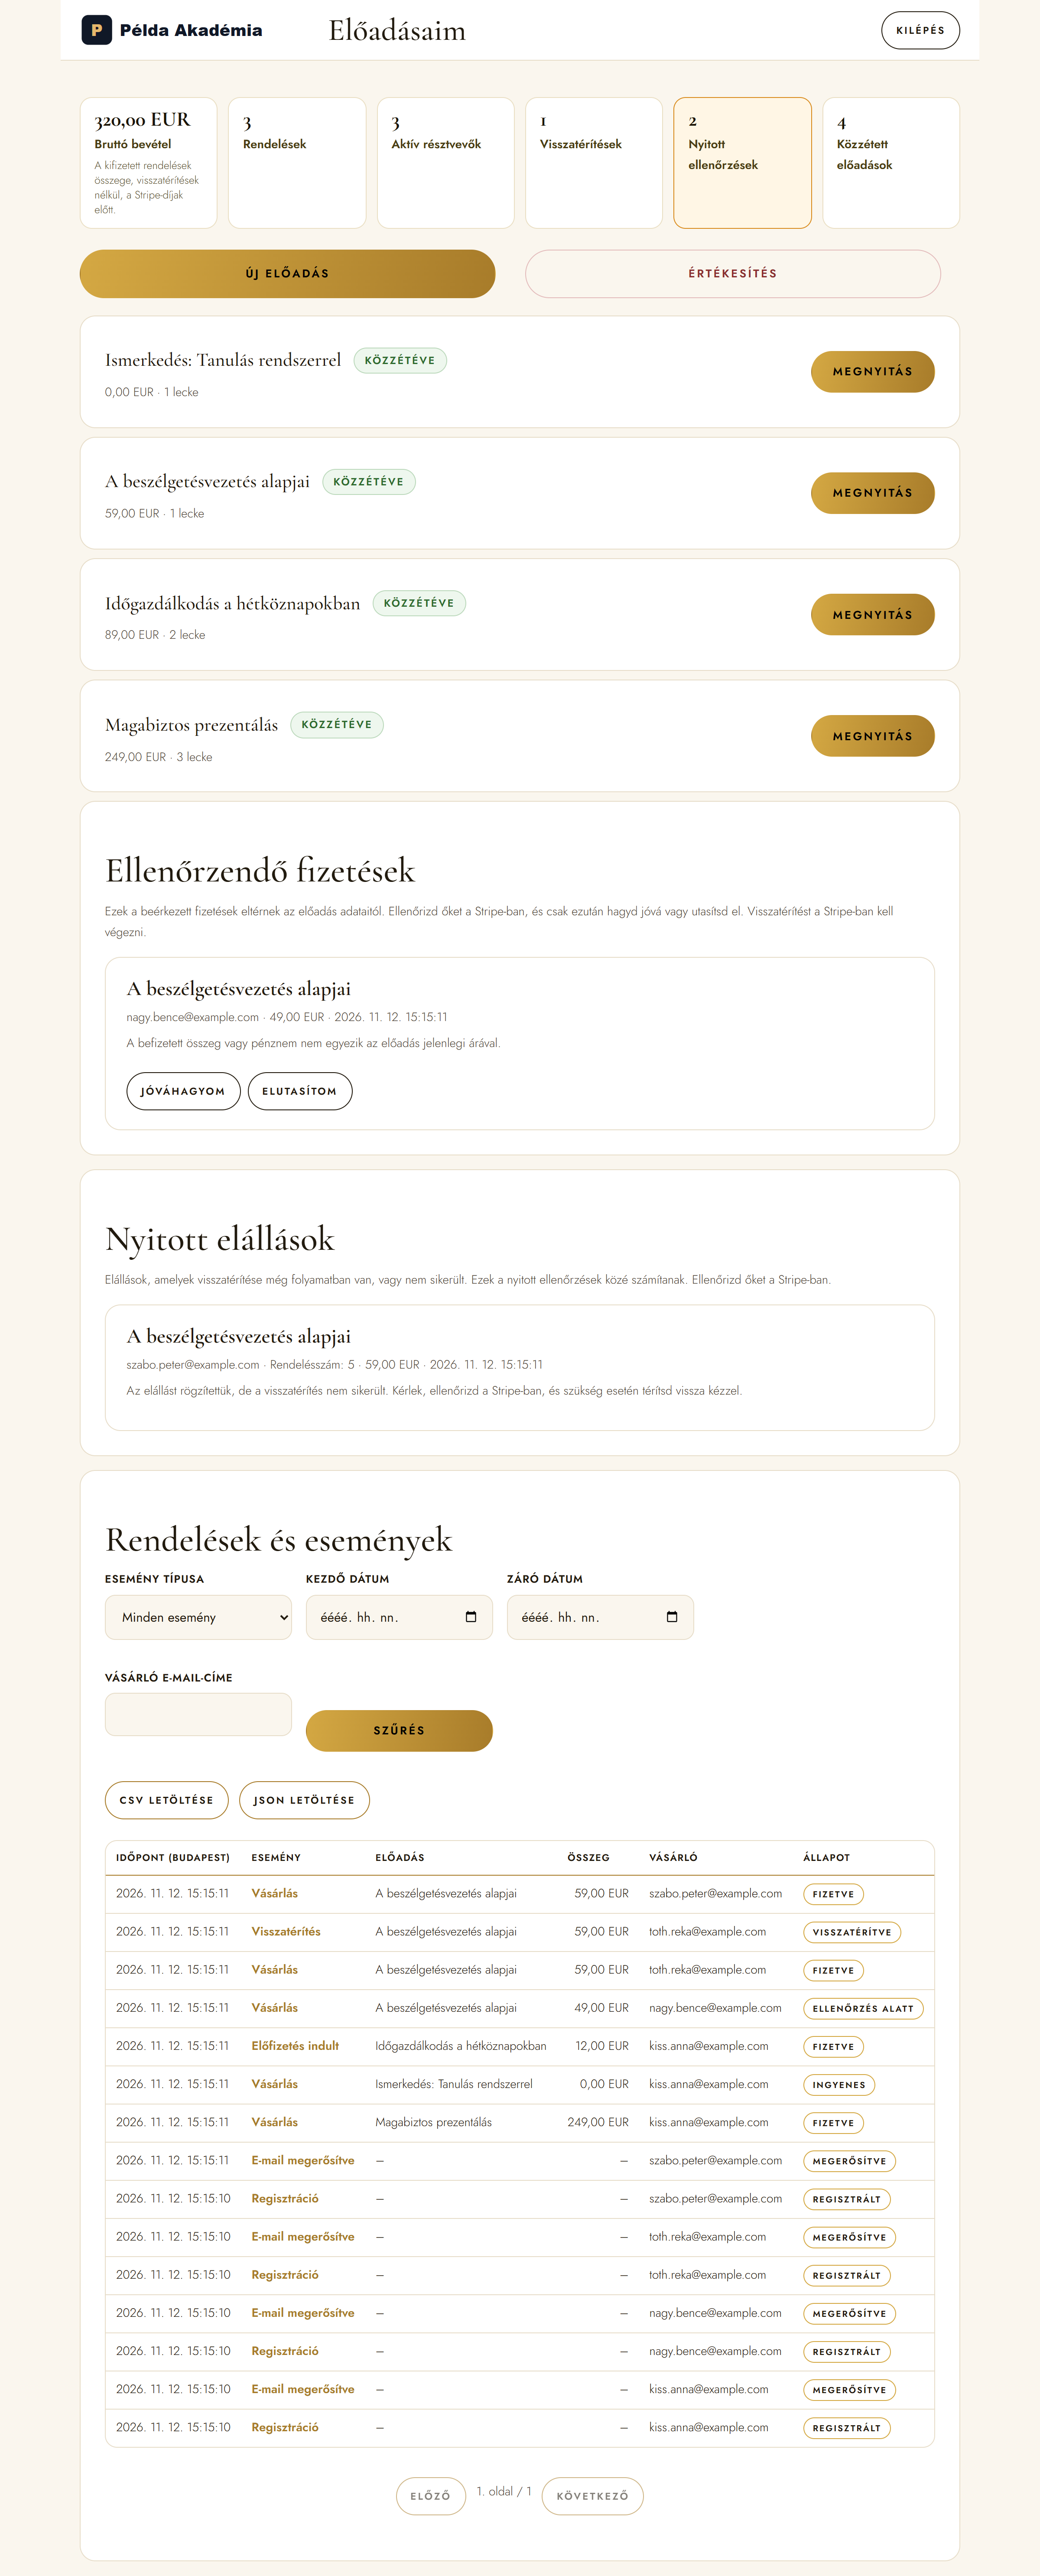 P Példa Akadémia
Előadásaim
KILÉPÉS
320,00 EUR
Bruttó bevétel
A kifizetett rendelések
összege, visszatérítések
nélkül, a Stripe-díjak
előtt.
3
Rendelések
3
Aktív résztvevők
1
Visszatérítések
2
Nyitott
ellenőrzések
4
Közzétett
előadások
ÚJ ELŐADÁS
ÉRTÉKESÍTÉS
Ismerkedés: Tanulás rendszerrel KÖZZÉTÉVE
0,00 EUR · 1 lecke
MEGNYITÁS
A beszélgetésvezetés alapjai KÖZZÉTÉVE
59,00 EUR · 1 lecke
MEGNYITÁS
Időgazdálkodás a hétköznapokban KÖZZÉTÉVE
89,00 EUR · 2 lecke
MEGNYITÁS
Magabiztos prezentálás KÖZZÉTÉVE
249,00 EUR · 3 lecke
MEGNYITÁS
Ellenőrzendő fizetések
Ezek a beérkezett fizetések eltérnek az előadás adataitól. Ellenőrizd őket a Stripe-ban, és csak ezután hagyd jóvá vagy utasítsd el. Visszatérítést a Stripe-ban kell
végezni.
A beszélgetésvezetés alapjai
nagy.bence@example.com · 49,00 EUR · 2026. 11. 12. 15:15:11
A befizetett összeg vagy pénznem nem egyezik az előadás jelenlegi árával.
JÓVÁHAGYOM ELUTASÍTOM
Nyitott elállások
Elállások, amelyek visszatérítése még folyamatban van, vagy nem sikerült. Ezek a nyitott ellenőrzések közé számítanak. Ellenőrizd őket a Stripe-ban.
A beszélgetésvezetés alapjai
szabo.peter@example.com · Rendelésszám: 5 · 59,00 EUR · 2026. 11. 12. 15:15:11
Az elállást rögzítettük, de a visszatérítés nem sikerült. Kérlek, ellenőrizd a Stripe-ban, és szükség esetén térítsd vissza kézzel.
Rendelések és események
ESEMÉNY TÍPUSA KEZDŐ DÁTUM ZÁRÓ DÁTUM
Minden esemény éééé. hh. nn. éééé. hh. nn.
VÁSÁRLÓ E-MAIL-CÍME
SZŰRÉS
CSV LETÖLTÉSE JSON LETÖLTÉSE
IDŐPONT (BUDAPEST) ESEMÉNY ELŐADÁS ÖSSZEG VÁSÁRLÓ ÁLLAPOT
2026. 11. 12. 15:15:11 Vásárlás A beszélgetésvezetés alapjai 59,00 EUR szabo.peter@example.com FIZETVE
2026. 11. 12. 15:15:11 Visszatérítés A beszélgetésvezetés alapjai 59,00 EUR toth.reka@example.com VISSZATÉRÍTVE
2026. 11. 12. 15:15:11 Vásárlás A beszélgetésvezetés alapjai 59,00 EUR toth.reka@example.com FIZETVE
2026. 11. 12. 15:15:11 Vásárlás A beszélgetésvezetés alapjai 49,00 EUR nagy.bence@example.com ELLENŐRZÉS ALATT
2026. 11. 12. 15:15:11 Előfizetés indult Időgazdálkodás a hétköznapokban 12,00 EUR kiss.anna@example.com FIZETVE
2026. 11. 12. 15:15:11 Vásárlás Ismerkedés: Tanulás rendszerrel 0,00 EUR kiss.anna@example.com INGYENES
2026. 11. 12. 15:15:11 Vásárlás Magabiztos prezentálás 249,00 EUR kiss.anna@example.com FIZETVE
2026. 11. 12. 15:15:11 E-mail megerősítve – – szabo.peter@example.com MEGERŐSÍTVE
2026. 11. 12. 15:15:10 Regisztráció – – szabo.peter@example.com REGISZTRÁLT
2026. 11. 12. 15:15:10 E-mail megerősítve – – toth.reka@example.com MEGERŐSÍTVE
2026. 11. 12. 15:15:10 Regisztráció – – toth.reka@example.com REGISZTRÁLT
2026. 11. 12. 15:15:10 E-mail megerősítve – – nagy.bence@example.com MEGERŐSÍTVE
2026. 11. 12. 15:15:10 Regisztráció – – nagy.bence@example.com REGISZTRÁLT
2026. 11. 12. 15:15:10 E-mail megerősítve – – kiss.anna@example.com MEGERŐSÍTVE
2026. 11. 12. 15:15:10 Regisztráció – – kiss.anna@example.com REGISZTRÁLT
ELŐZŐ 1. oldal / 1 KÖVETKEZŐ